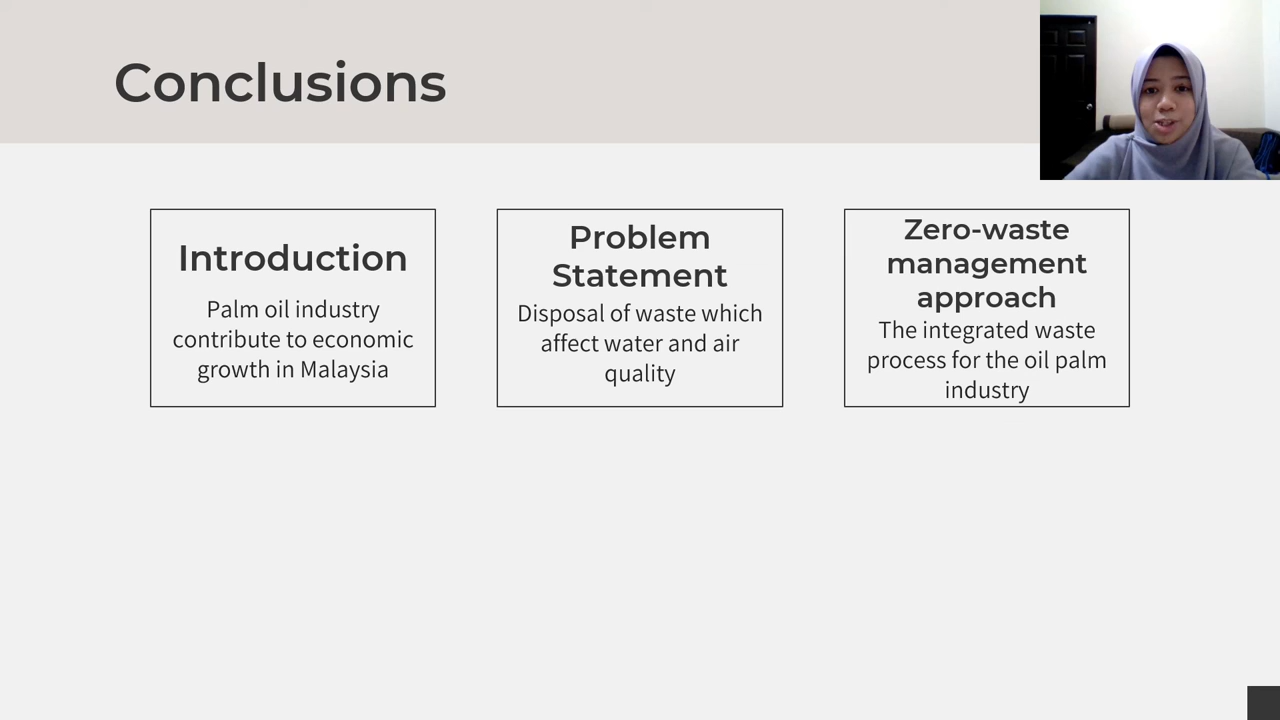 Conclusions
Introduction
Palm oil industry
contribute to economic
growth in Malaysia
Problem
Statement
Disposal of waste which
affect water and air
quality
Zero-waste
management
approach
The integrated waste
process for the oil palm
industry